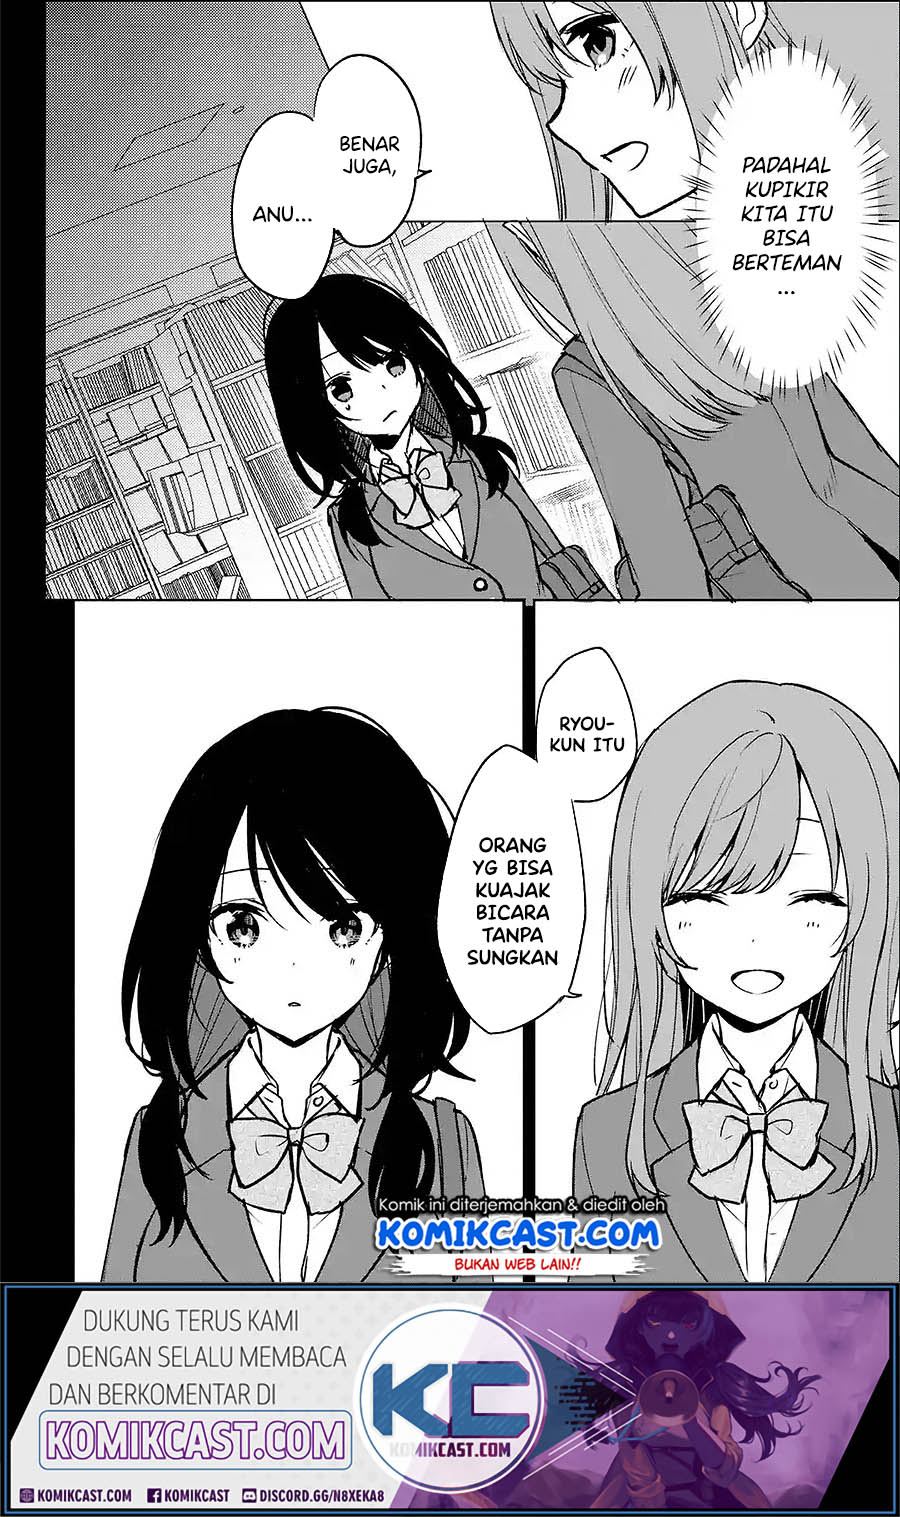 PADAHAL
KUPIKIR
KITA ITU
BISA
BERTEMAN
...
BENAR
JUGA,
ANU...
RYOU-
KUN ITU
ORANG
YG BISA
KUAJAK
BICARA
TANPA
SUNGKAN
Komik ini diterjemahkan & diedit oleh
KOMIKCAST.COM
BUKAN WEB LAIN!!
DUKUNG TERUS KAMI
DENGAN SELALU MEMBACA
DAN BERKOMENTAR DI
KOMIKCAST.COM
KC
KOMIKCAST.COM
KOMIKCAST.COM KOMIKCAST DISCORD.GG/N8XEKA8